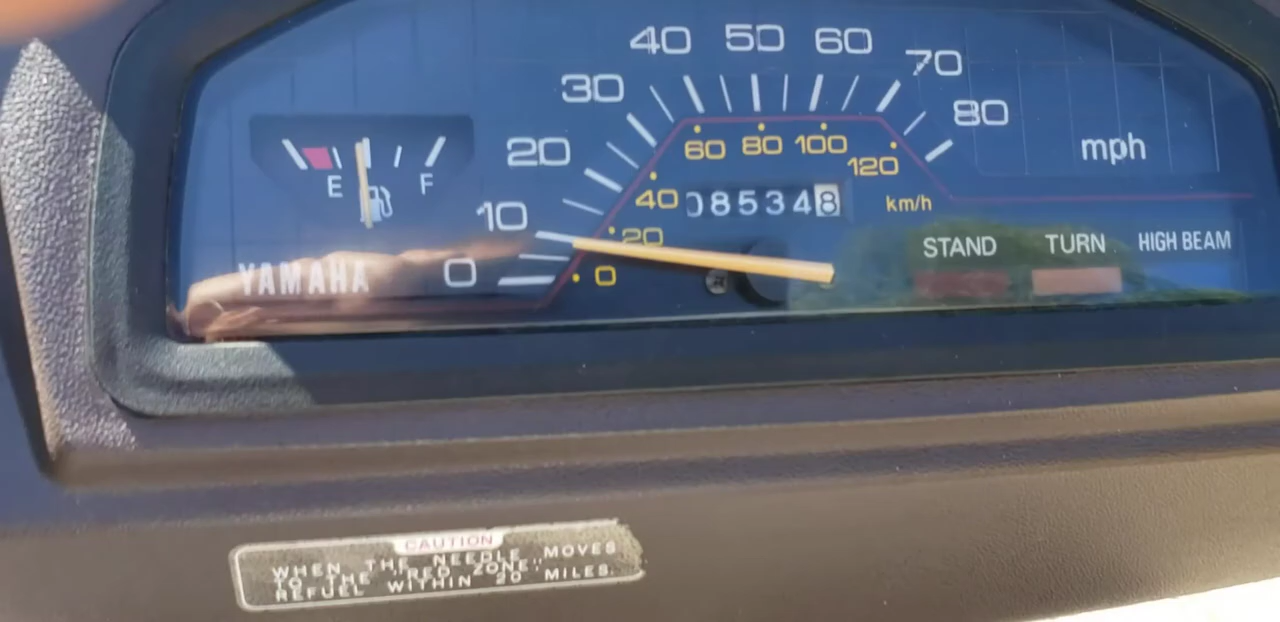 40 50 60
30 70
80
20 60 80 100 mph
E F 120
40 085348 km/h
10 20 STAND TURN HIGH BEAM
YAMAHA 0 0
CAUTION
WHEN THE NEEDLE MOVES
TO THE "RED ZONE"
REFUEL WITHIN 20 MILES.